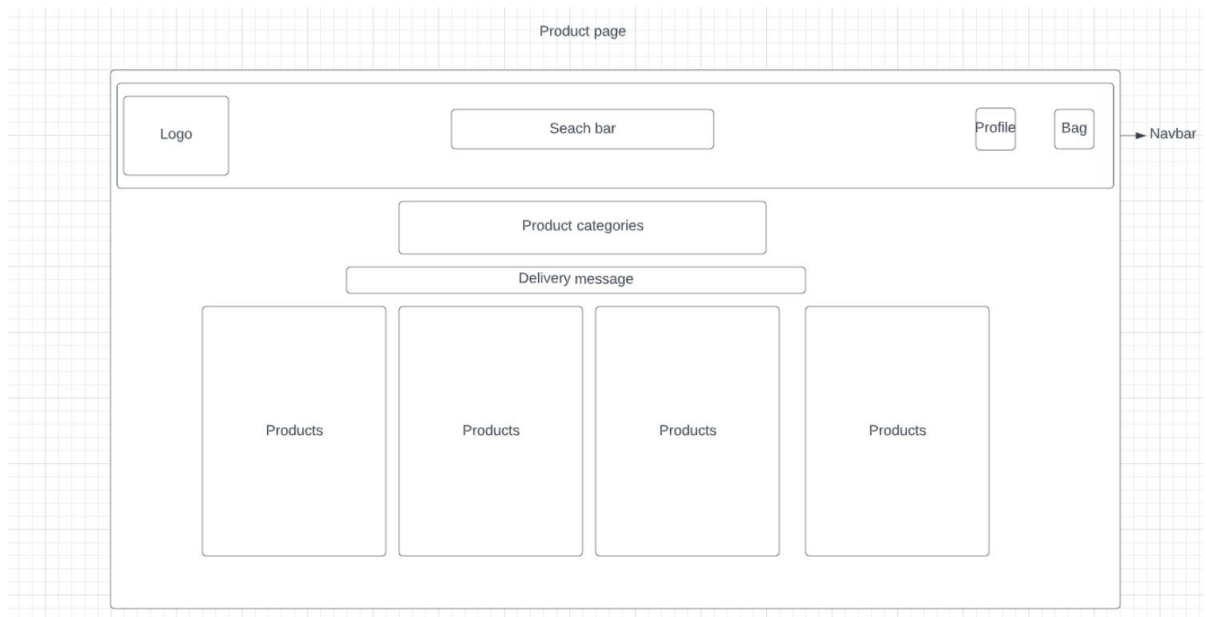 Product page
Logo
Seach bar
Profile
Bag
Navbar
Product categories
Delivery message
Products
Products
Products
Products